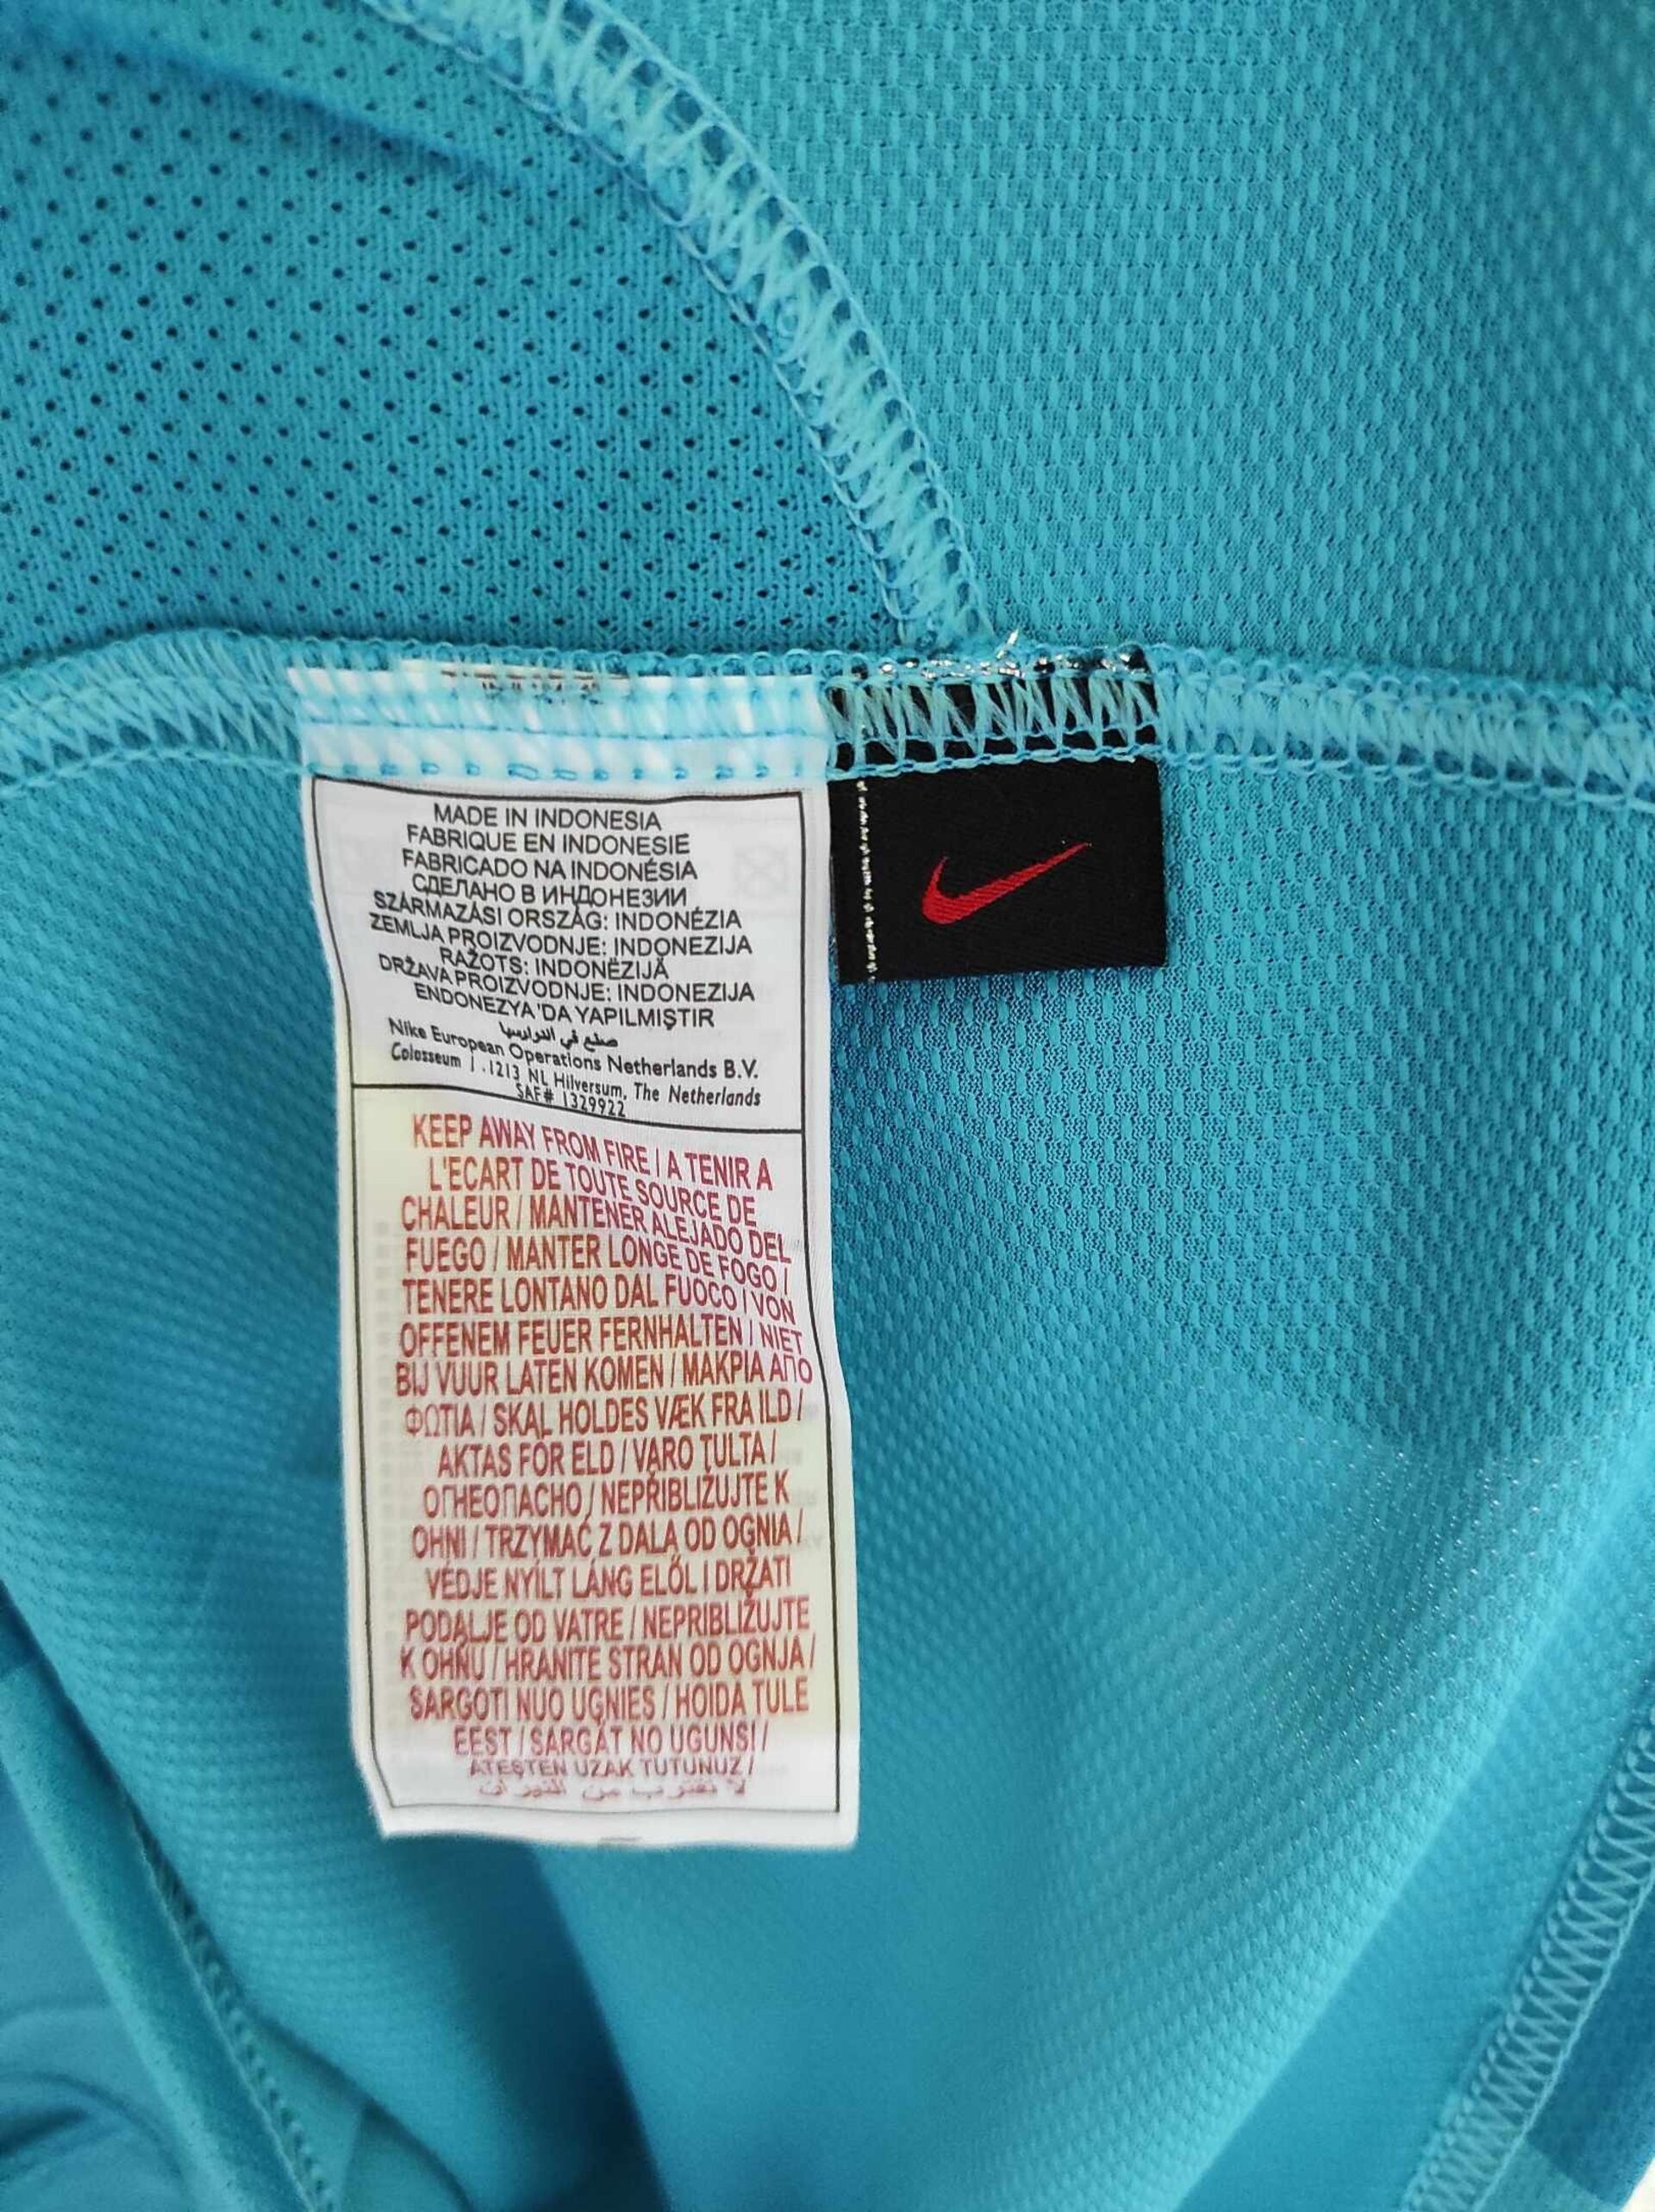 MADE IN INDONESIA
FABRIQUE EN INDONESIE
FABRICADO NA INDONÉSIA
СДЕЛАНО В ИНДОНЕЗИИ
SZÁRMAZÁSI ORSZÁG: INDONÉZIA
ZEMLJA PROIZVODNJE: INDONEZIJA
RAŽOTS: INDONĒZIJĀ
DRŽAVA PROIZVODNJE: INDONEZIJA
ENDONEZYA'DA YAPILMIŞTIR
صنع في
Nike European Operations Netherlands B.V.
Colosseum 1 .1213 NL Hilversum, The Netherlands
SAF# 1329922
KEEP AWAY FROM FIRE / A TENIR A
L'ECART DE TOUTE SOURCE DE
CHALEUR / MANTENER ALEJADO DEL
FUEGO / MANTER LONGE DE FOGO /
TENERE LONTANO DAL FUOCO / VON
OFFENEM FEUER FERNHALTEN / NIET
BIJ VUUR LATEN KOMEN / ΜΑΚΡΙΑ ΑΠΟ
ΦΩΤΙΑ / SKAL HOLDES VÆK FRA ILD /
AKTAS FÖR ELD / VARO TULTA /
ОГНЕОПАСНО / NEPŘIBLIŽUJTE K
OHNI / TRZYMAĆ Z DALA OD OGNIA /
VÉDJE NYÍLT LÁNG ELŐL / DRŽATI
PODALJE OD VATRE / NEPRIBLIŽUJTE
K OHŇU / HRANITE STRAN OD OGNJA /
SARGOTI NUO UGNIES / HOIDA TULE
EEST / SARGĀT NO UGUNSI /
ATEŞTEN UZAK TUTUNUZ /
لا تقترب من النيران